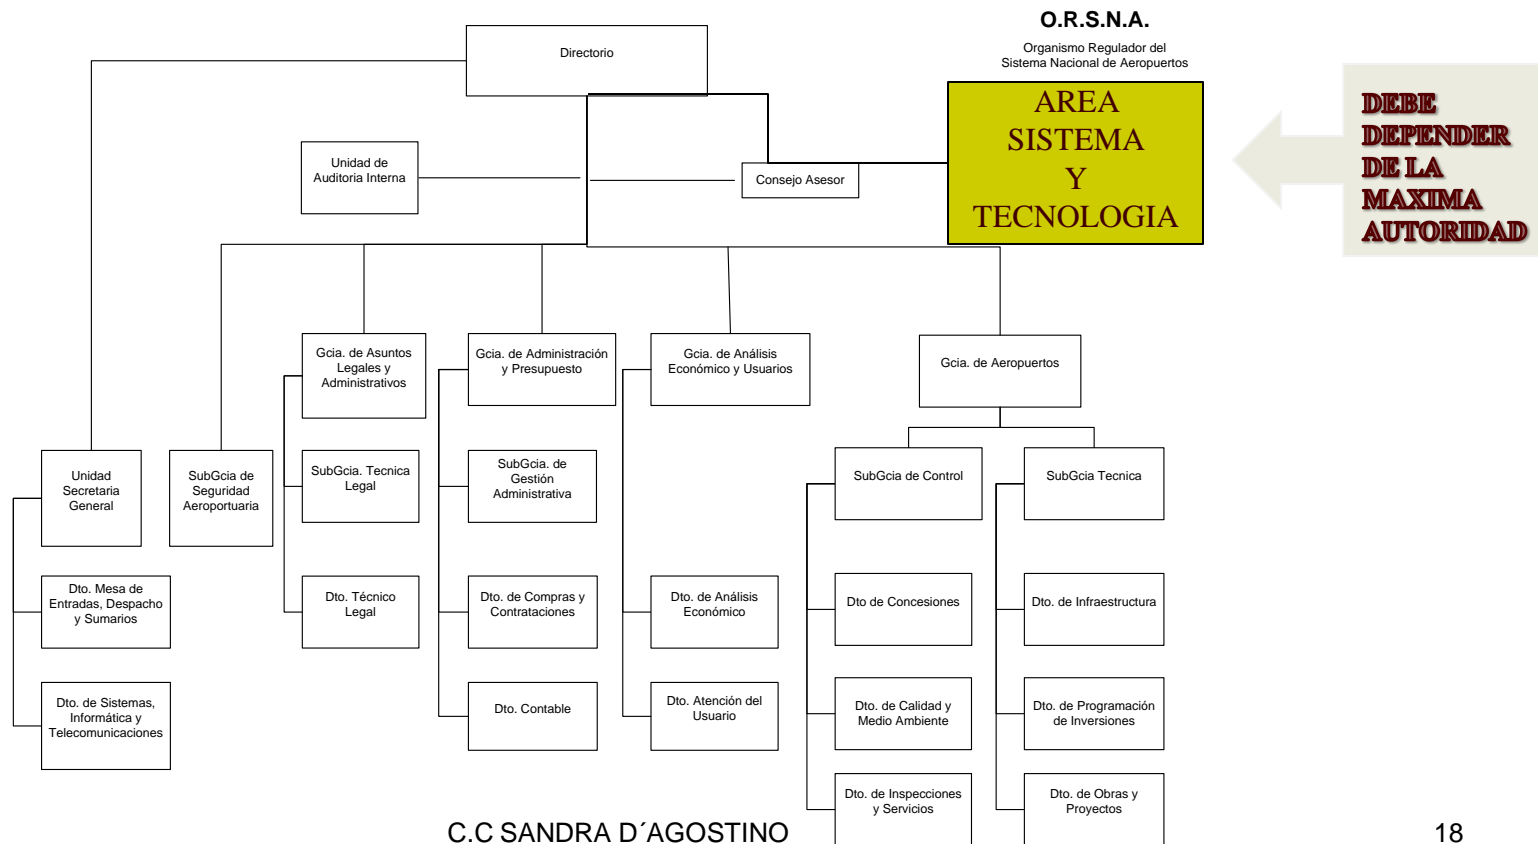 O.R.S.N.A.
Organismo Regulador del
Sistema Nacional de Aeropuertos
Directorio
AREA
SISTEMA
Y
TECNOLOGIA
DEBE
DEPENDER
DE LA
MAXIMA
AUTORIDAD
Unidad de
Auditoria Interna
Consejo Asesor
Gcia. de Asuntos
Legales y
Administrativos
Gcia. de Administración
y Presupuesto
Gcia. de Análisis
Económico y Usuarios
Gcia. de Aeropuertos
Unidad
Secretaria
General
SubGcia de
Seguridad
Aeroportuaria
SubGcia. Tecnica
Legal
SubGcia. de
Gestión
Administrativa
SubGcia de Control
SubGcia Tecnica
Dto. Mesa de
Entradas, Despacho
y Sumarios
Dto. Técnico
Legal
Dto. de Compras y
Contrataciones
Dto. de Análisis
Económico
Dto de Concesiones
Dto. de Infraestructura
Dto. de Sistemas,
Informática y
Telecomunicaciones
Dto. Contable
Dto. Atención del
Usuario
Dto. de Calidad y
Medio Ambiente
Dto. de Programación
de Inversiones
Dto. de Inspecciones
y Servicios
Dto. de Obras y
Proyectos
C.C SANDRA D´AGOSTINO
18